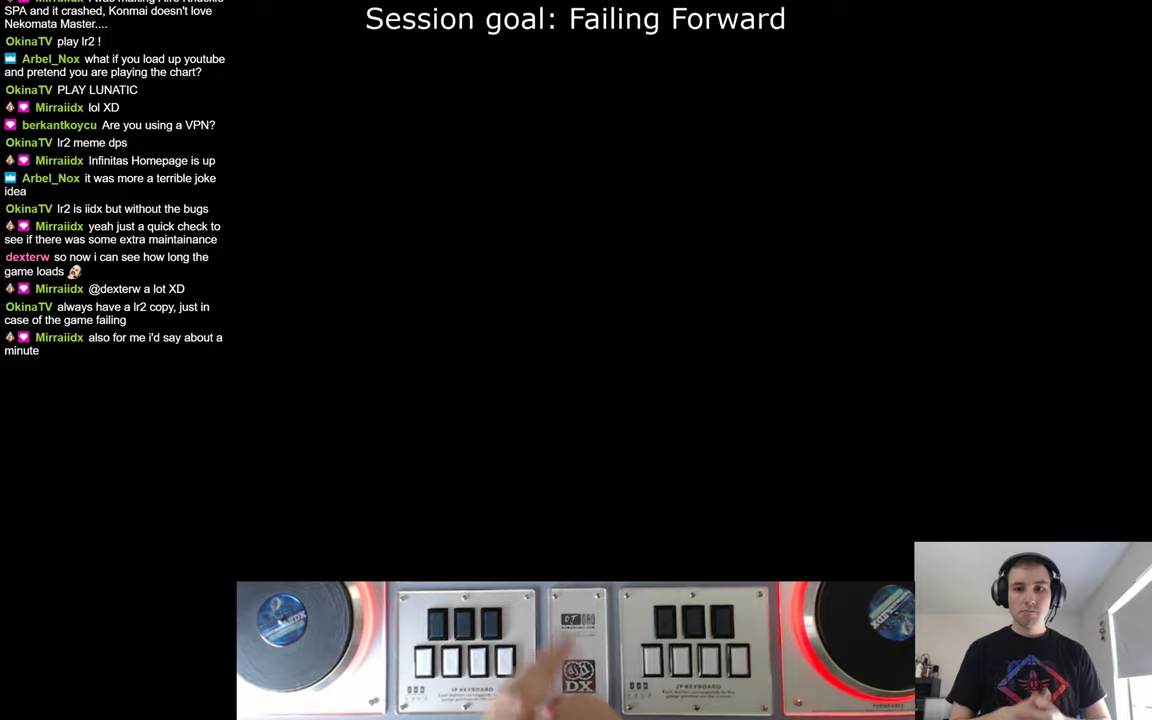 SPA and it crashed, Konmai doesn't love
Nekomata Master....
OkinaTV play lr2 !
Arbel_Nox what if you load up youtube
and pretend you are playing the chart?
OkinaTV PLAY LUNATIC
Mirraiidx lol XD
berkantkoycu Are you using a VPN?
OkinaTV lr2 meme dps
Mirraiidx Infinitas Homepage is up
Arbel_Nox it was more a terrible joke
idea
OkinaTV lr2 is iidx but without the bugs
Mirraiidx yeah just a quick check to
see if there was some extra maintainance
dexterw so now i can see how long the
game loads
Mirraiidx @dexterw a lot XD
OkinaTV always have a lr2 copy, just in
case of the game failing
Mirraiidx also for me i'd say about a
minute
Session goal: Failing Forward
1P KEYBOARD
DX
2P KEYBOARD